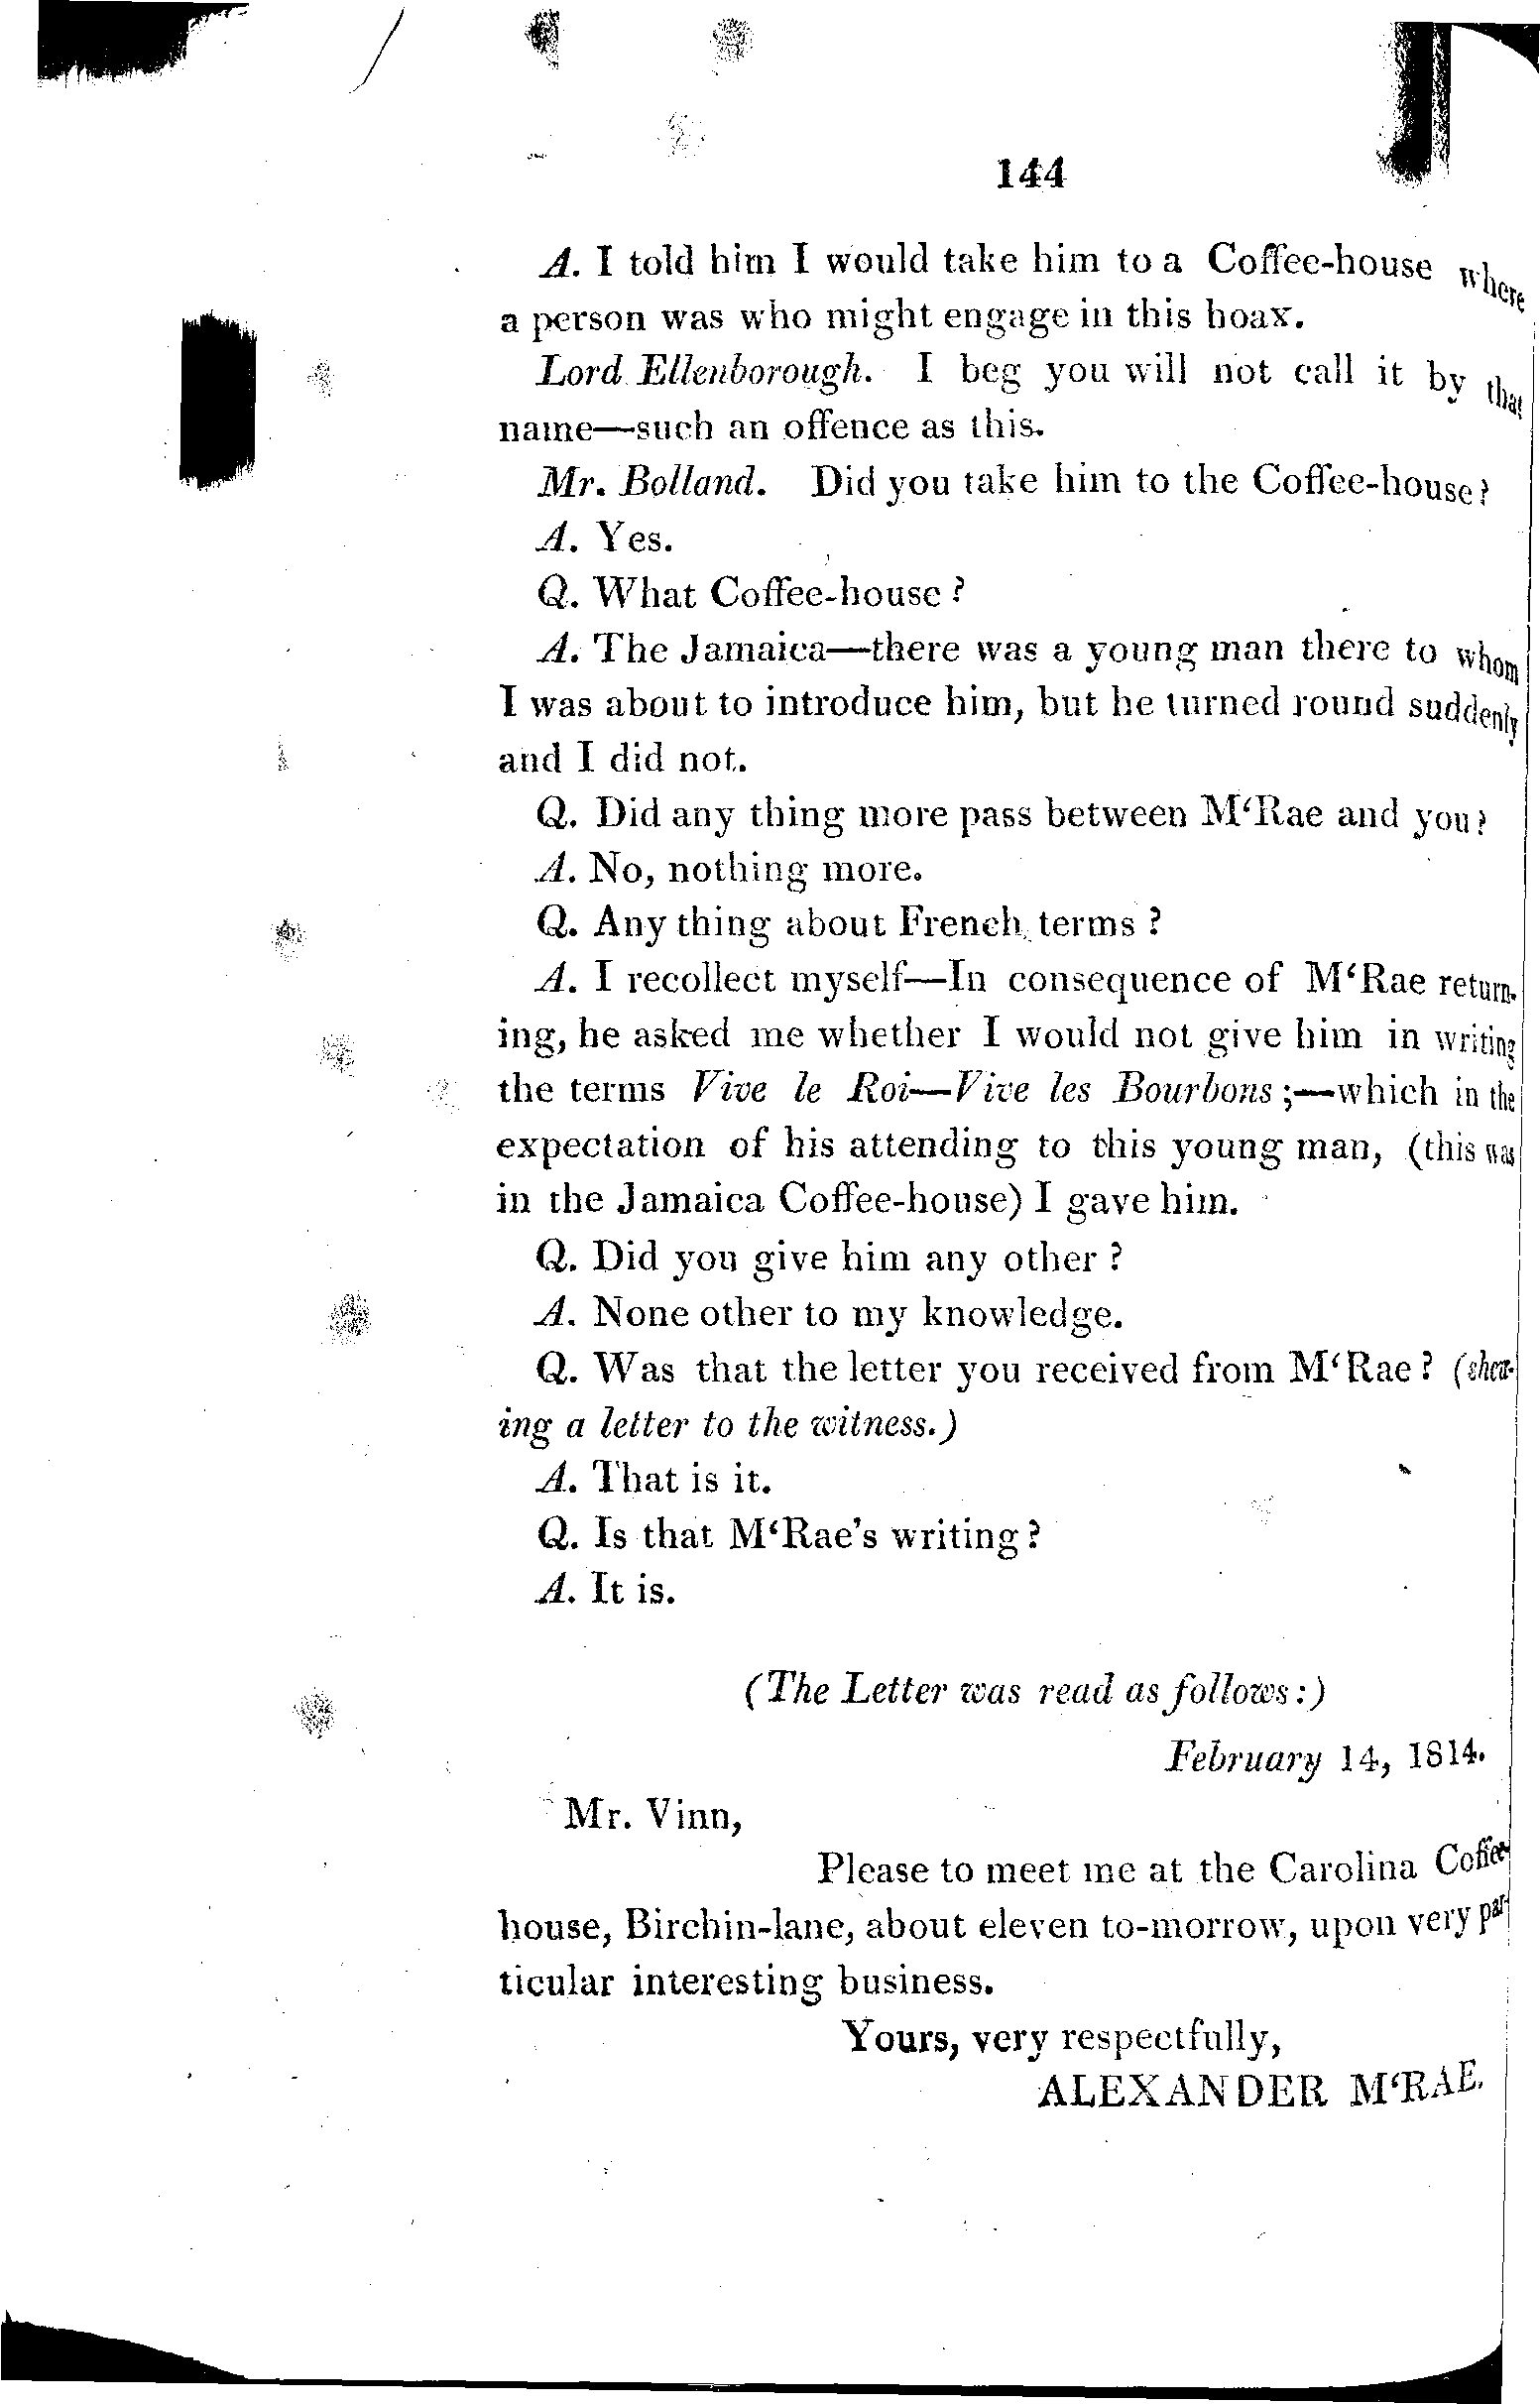 144
A. I told him I would take him to a Coffee-house where
a person was who might engage in this hoax.
Lord Ellenborough. I beg you will not call it by that
name—such an offence as this.
Mr. Bolland. Did you take him to the Coffee-house?
A. Yes.
Q. What Coffee-house?
A. The Jamaica—there was a young man there to whom
I was about to introduce him, but he turned round suddenly
and I did not.
Q. Did any thing more pass between M‘Rae and you?
A. No, nothing more.
Q. Any thing about French terms?
A. I recollect myself—In consequence of M‘Rae return-
ing, he asked me whether I would not give him in writing
the terms Vive le Roi—Vive les Bourbons;—which in the
expectation of his attending to this young man, (this was
in the Jamaica Coffee-house) I gave him.
Q. Did you give him any other?
A. None other to my knowledge.
Q. Was that the letter you received from M‘Rae? (shew-
ing a letter to the witness.)
A. That is it.
Q. Is that M‘Rae's writing?
A. It is.
(The Letter was read as follows:)
February 14, 1814.
Mr. Vinn,
Please to meet me at the Carolina Coffee-
house, Birchin-lane, about eleven to-morrow, upon very par-
ticular interesting business.
Yours, very respectfully,
ALEXANDER M‘RAE.